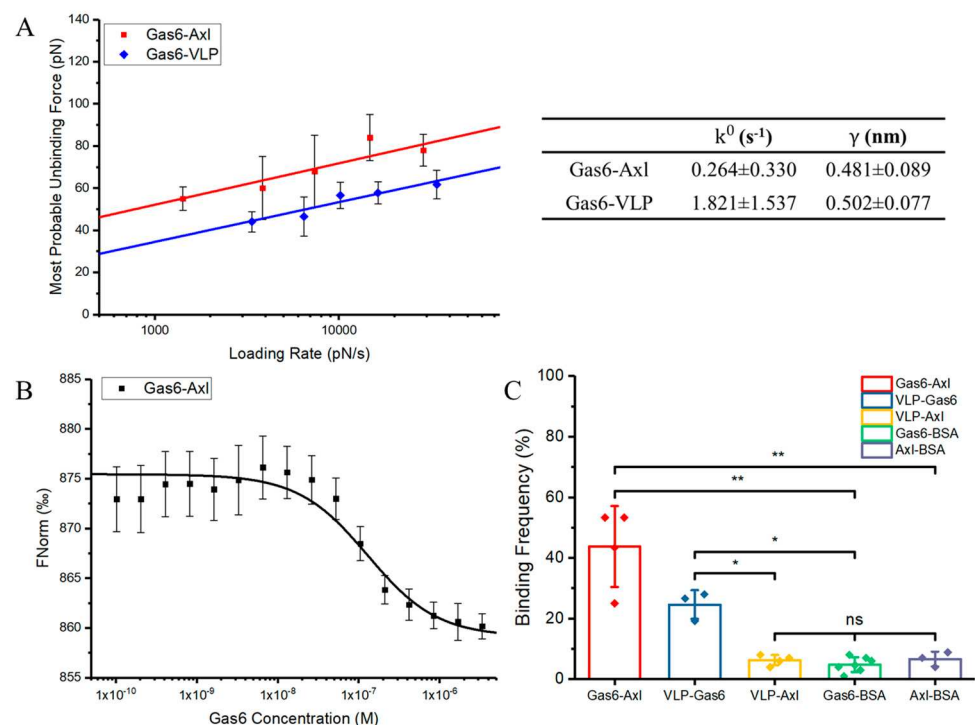 A
Gas6-Axl
Gas6-VLP
Most Probable Unbinding Force (pN)
140
120
100
80
60
40
20
0
1000
10000
Loading Rate (pN/s)
k⁰ (s⁻¹)
γ (nm)
Gas6-Axl
0.264±0.330
0.481±0.089
Gas6-VLP
1.821±1.537
0.502±0.077
B
Gas6-Axl
FNorm (‰)
885
880
875
870
865
860
855
1x10⁻¹⁰
1x10⁻⁹
1x10⁻⁸
1x10⁻⁷
1x10⁻⁶
Gas6 Concentration (M)
C
Gas6-Axl
VLP-Gas6
VLP-Axl
Gas6-BSA
Axl-BSA
Binding Frequency (%)
100
80
60
40
20
0
**
**
*
*
ns
Gas6-Axl
VLP-Gas6
VLP-Axl
Gas6-BSA
Axl-BSA